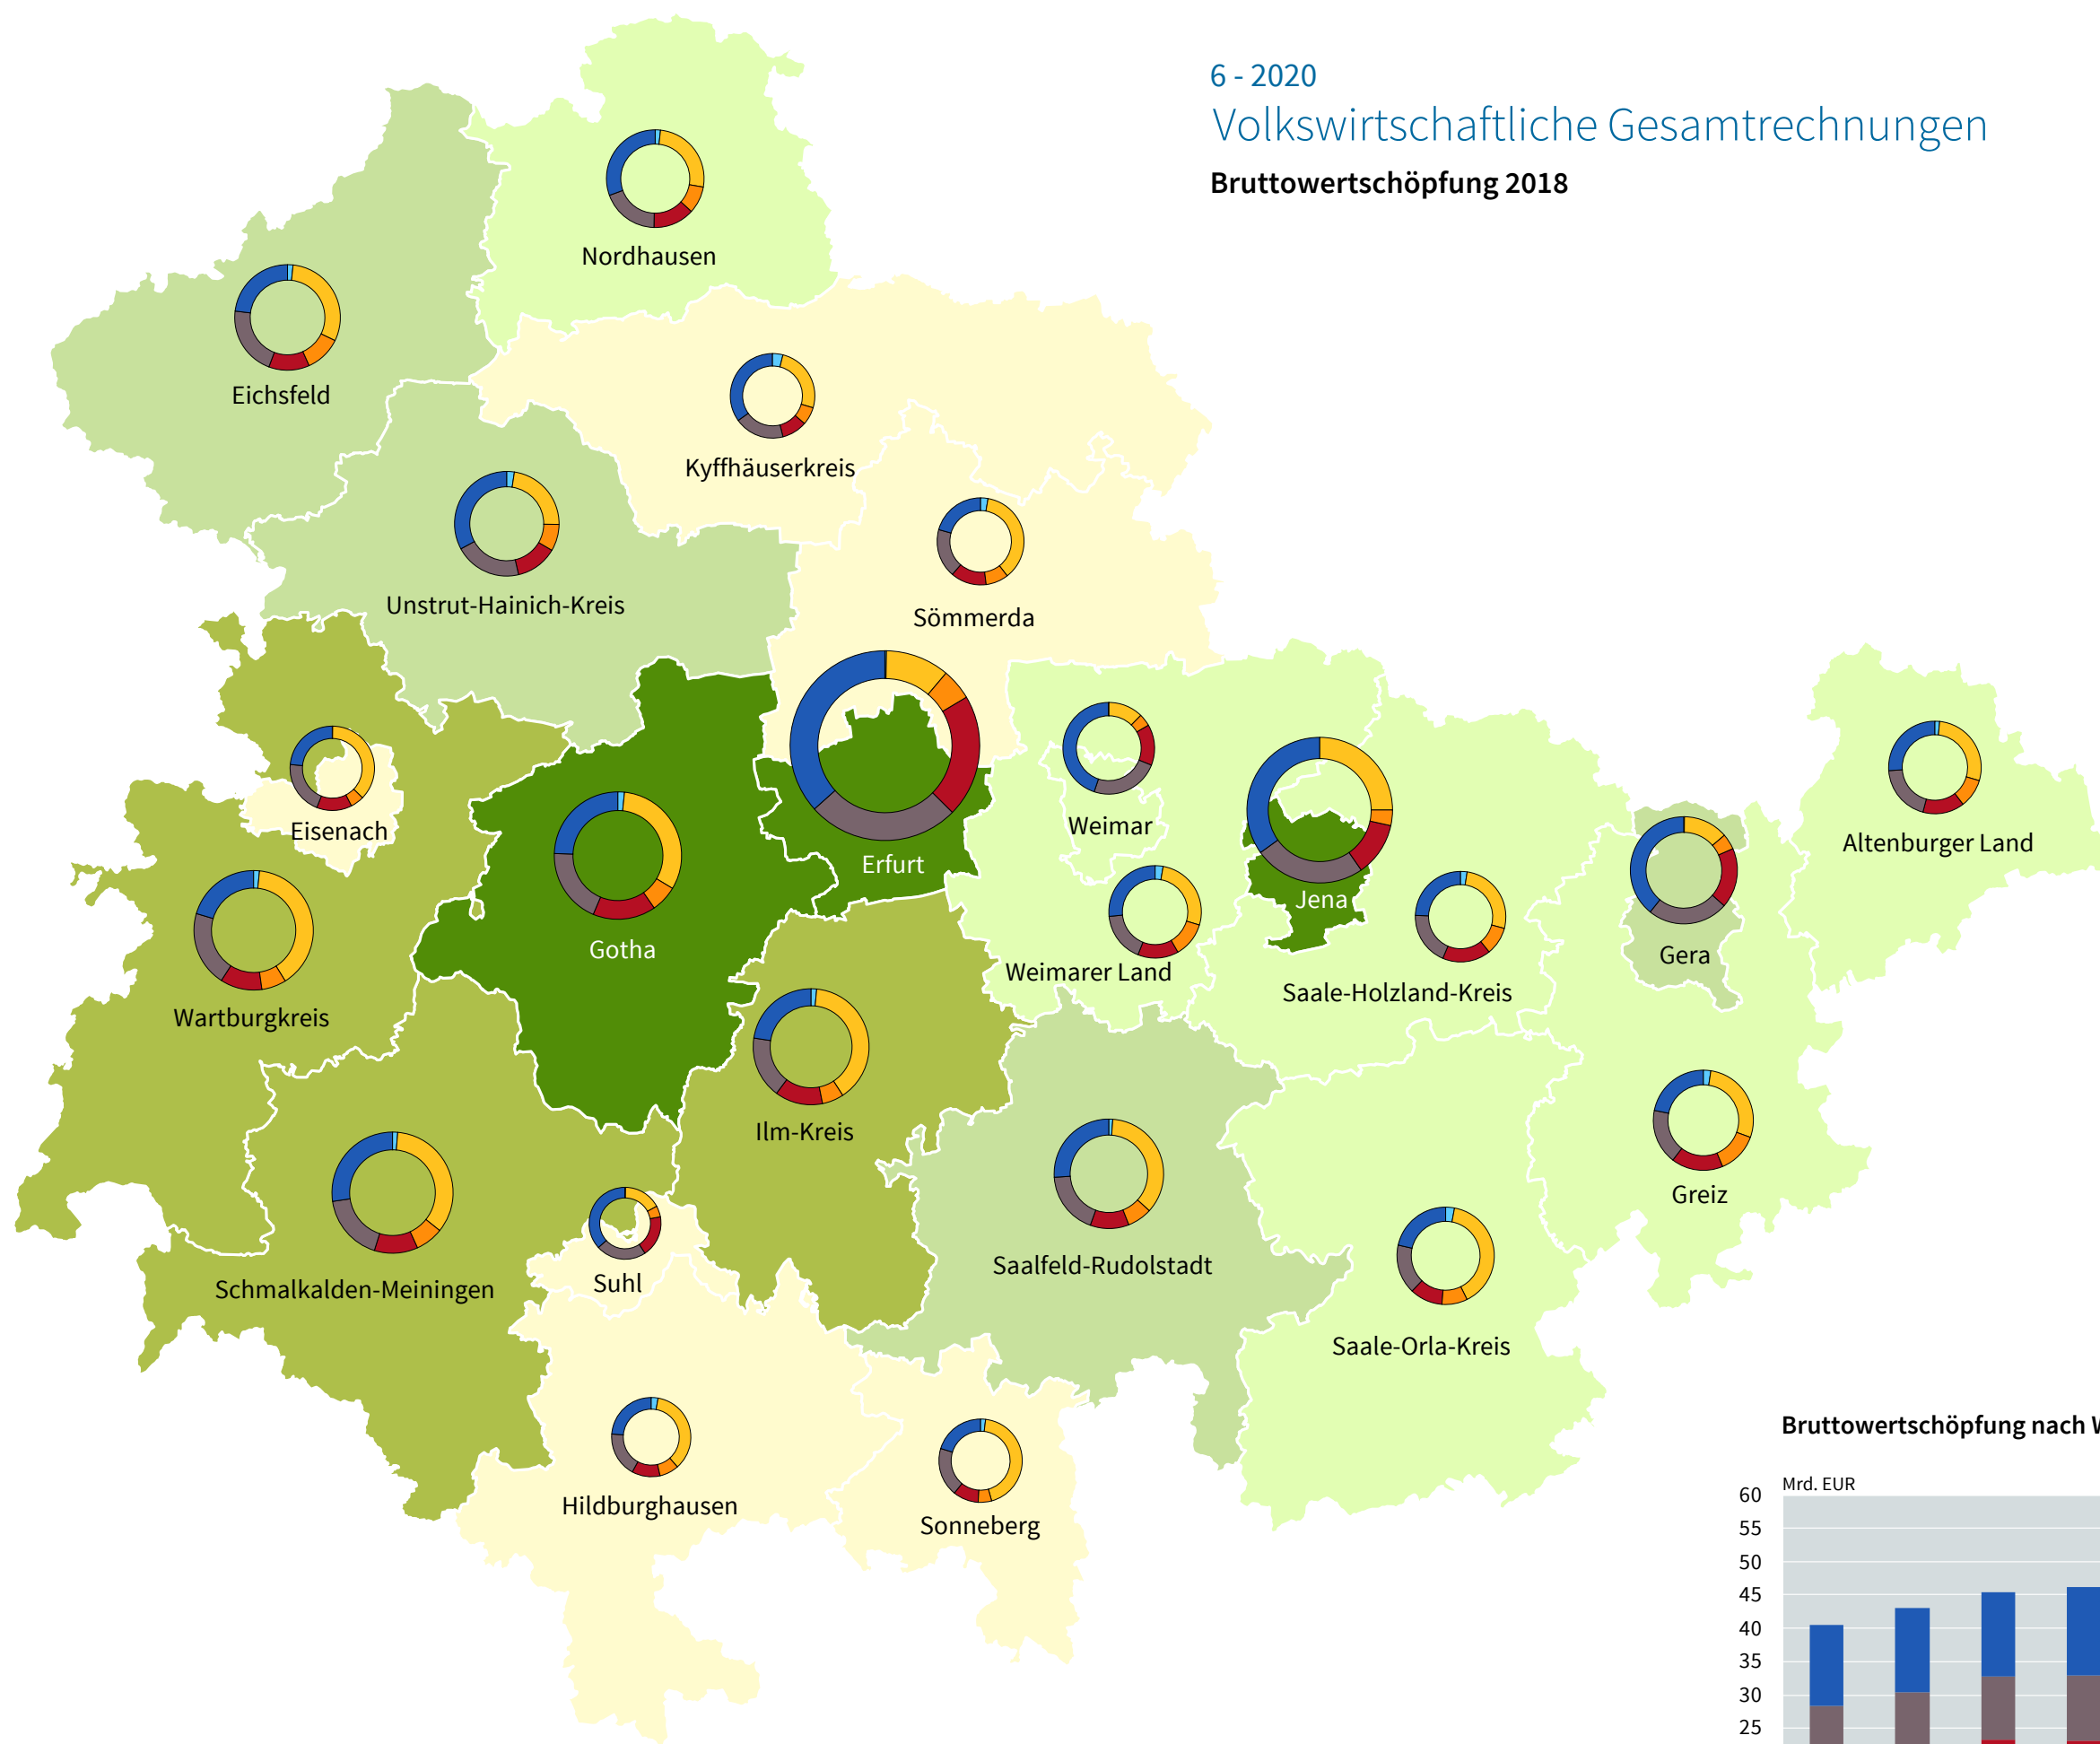 6 - 2020
Volkswirtschaftliche Gesamtrechnungen
Bruttowertschöpfung 2018
Nordhausen
Eichsfeld
Kyffhäuserkreis
Unstrut-Hainich-Kreis
Sömmerda
Eisenach
Weimar
Altenburger Land
Erfurt
Jena
Gotha
Gera
Weimarer Land
Saale-Holzland-Kreis
Wartburgkreis
Ilm-Kreis
Greiz
Saalfeld-Rudolstadt
Suhl
Schmalkalden-Meiningen
Saale-Orla-Kreis
Hildburghausen
Sonneberg
Bruttowertschöpfung nach
Mrd. EUR
60
55
50
45
40
35
30
25